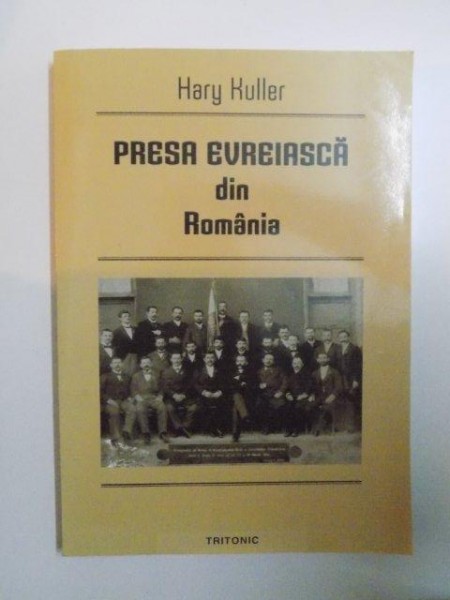 Hary Kuller
PRESA EVREIASCĂ
din
România
TRITONIC